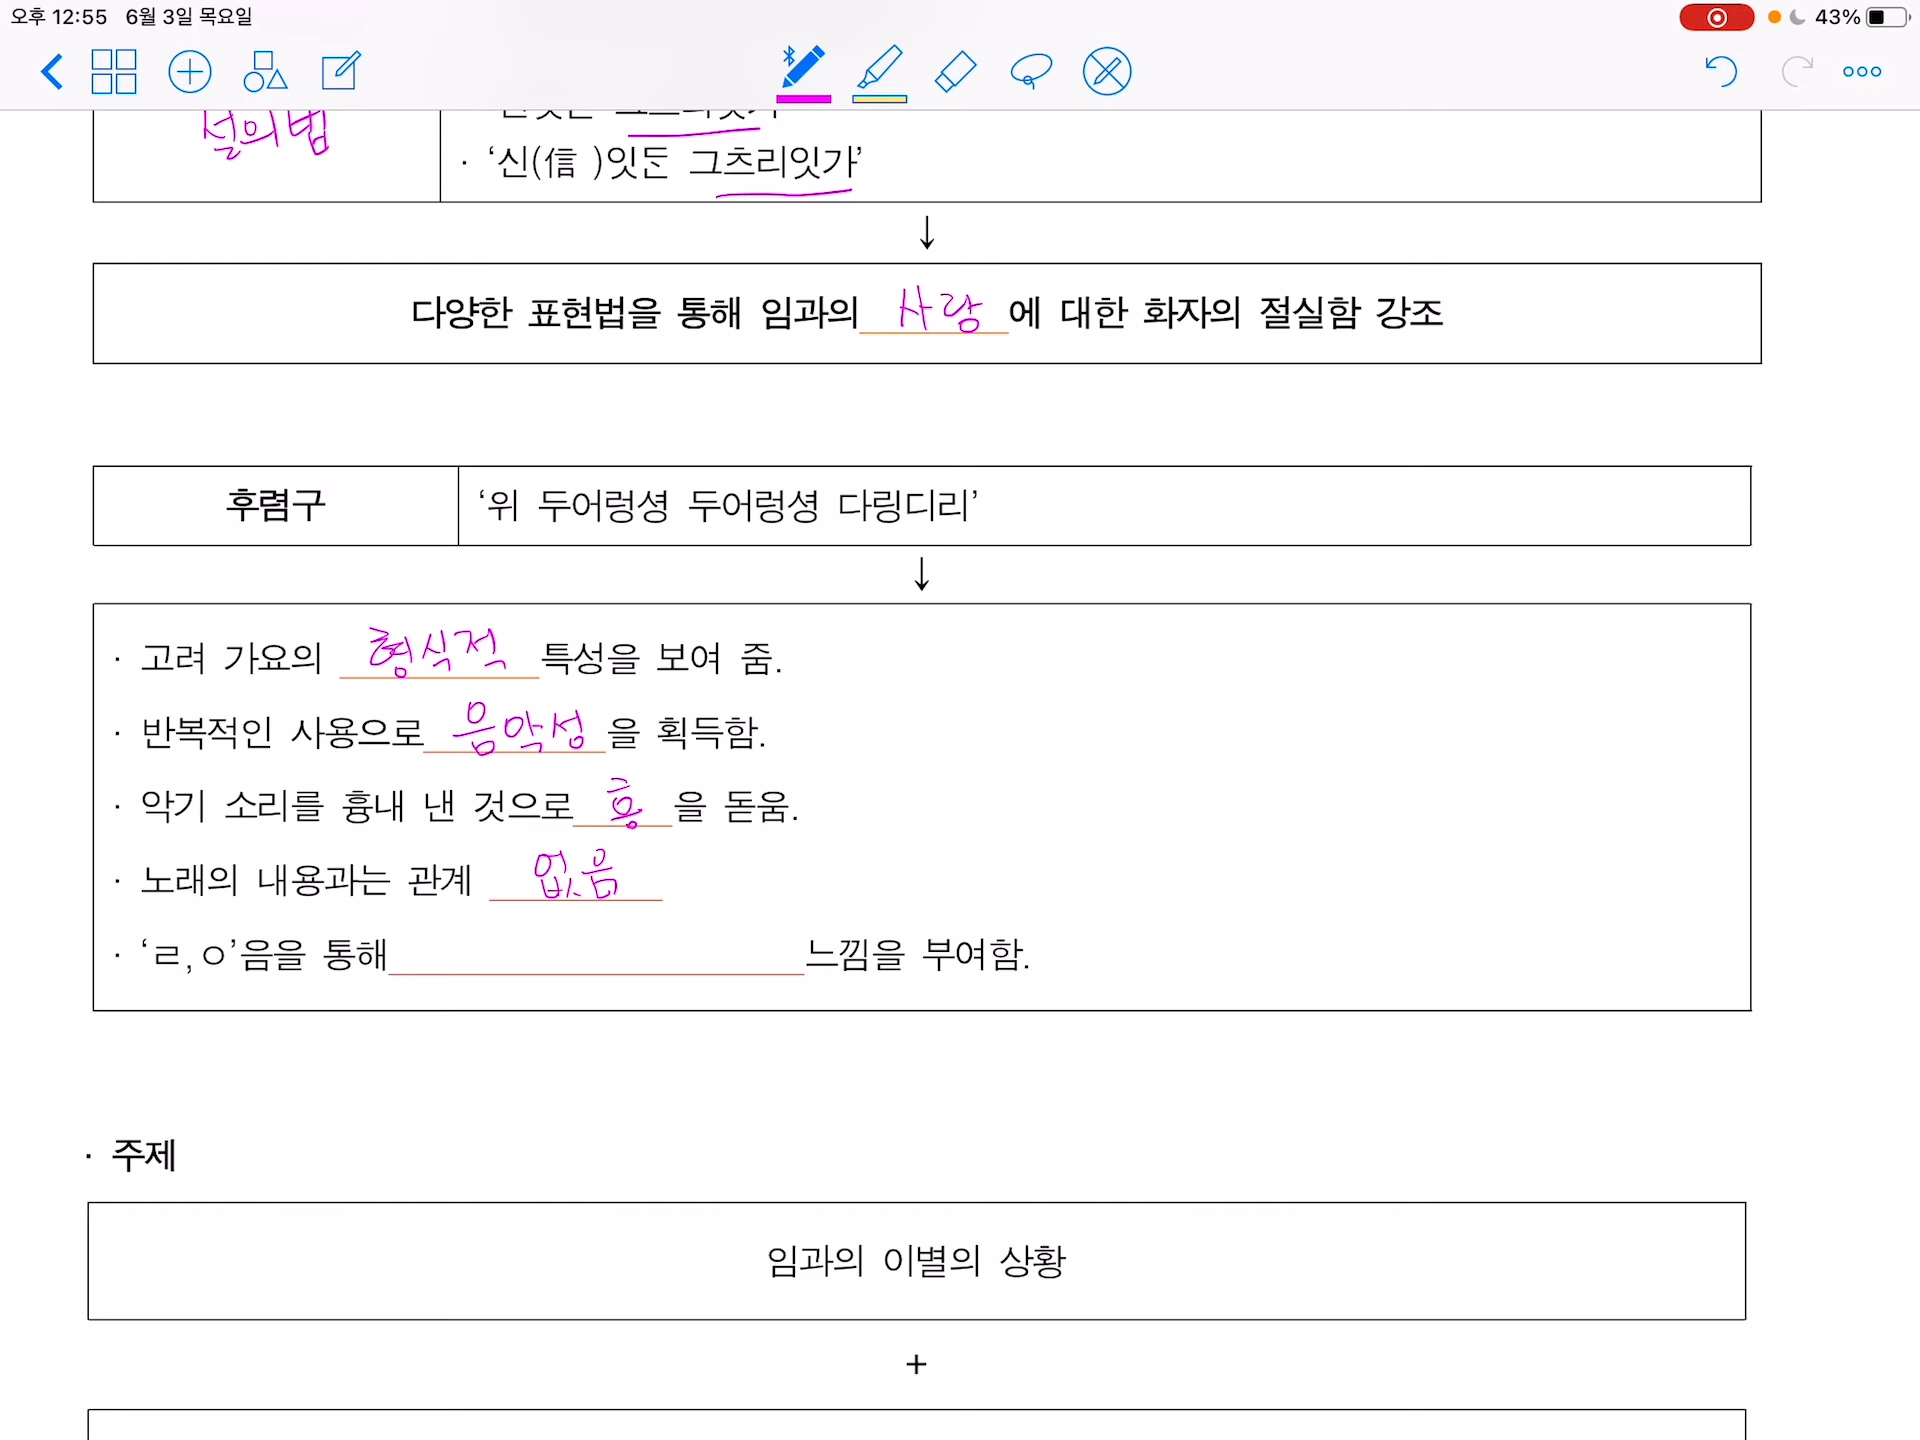 오후 12:55 6월 3일 목요일
43%
설의법
· ‘신(信 )잇ᄃᆞᆫ 그츠리잇가’
↓
다양한 표현법을 통해 임과의 사랑 에 대한 화자의 절실함 강조
후렴구
‘위 두어렁셩 두어렁셩 다링디리’
↓
· 고려 가요의 형식적 특성을 보여 줌.
· 반복적인 사용으로 음악성 을 획득함.
· 악기 소리를 흉내 낸 것으로 흥 을 돋움.
· 노래의 내용과는 관계 없음
· ‘ㄹ,ㅇ’음을 통해 느낌을 부여함.
· 주제
임과의 이별의 상황
+